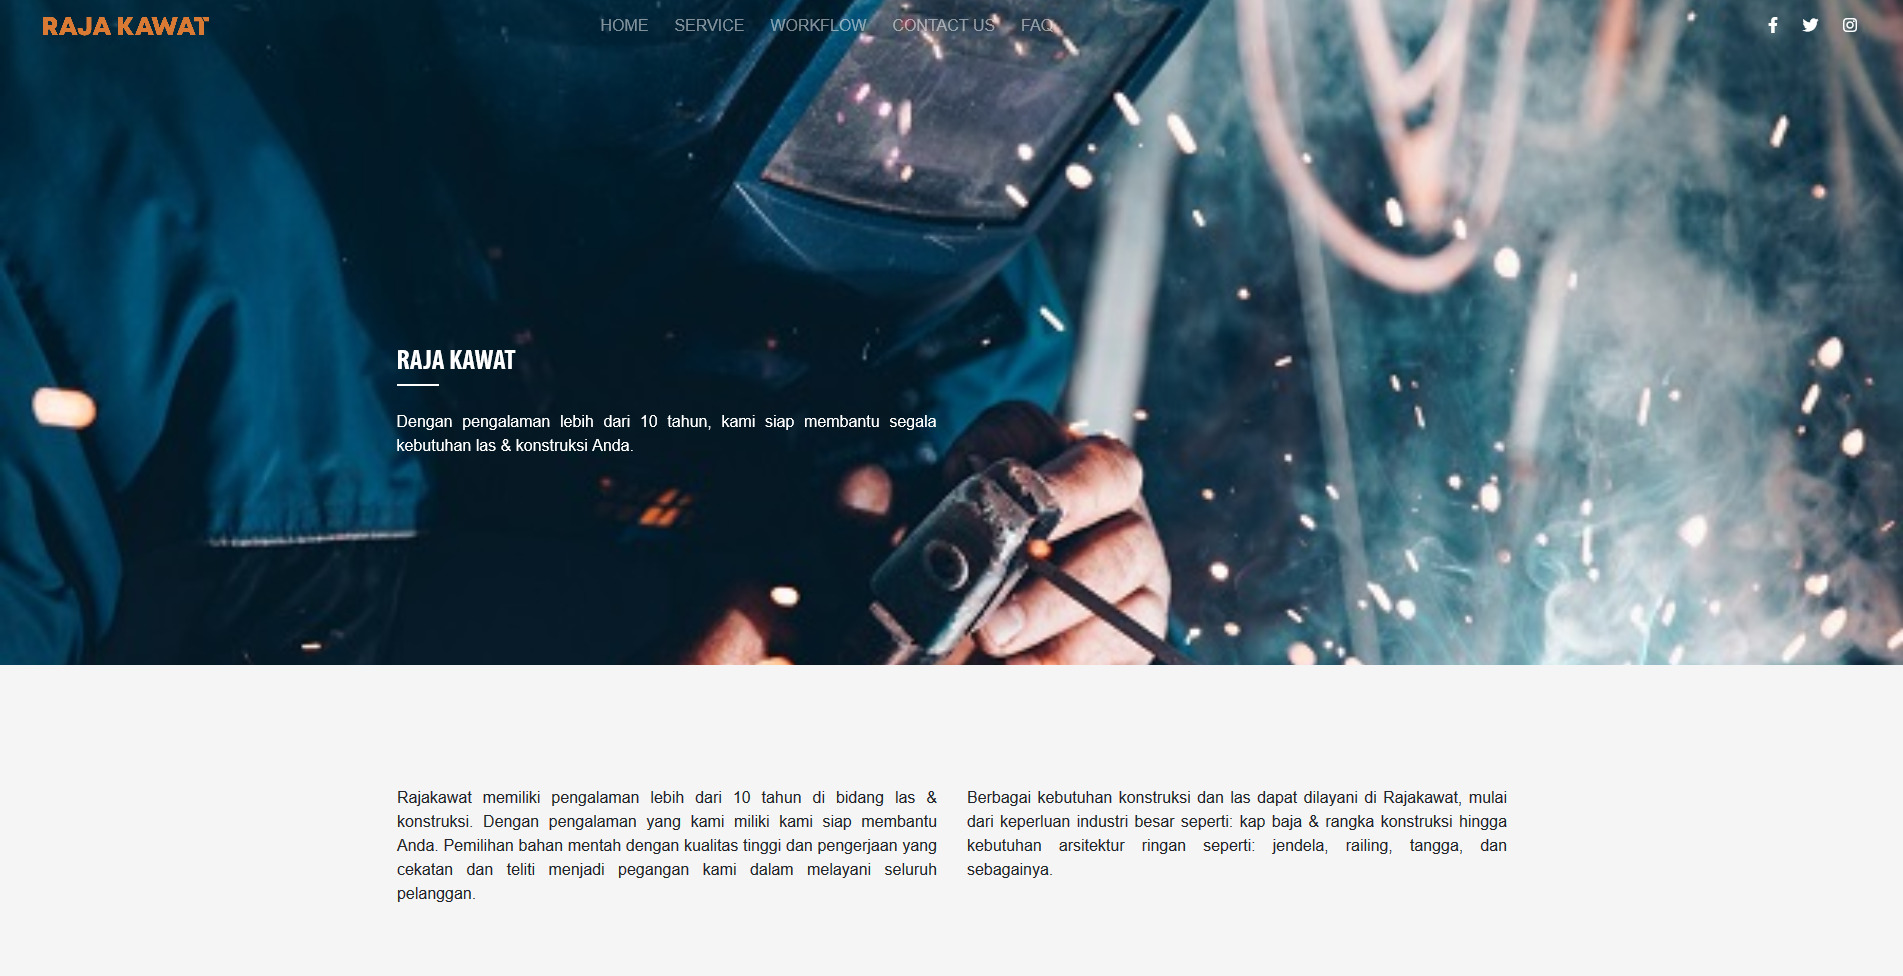 RAJA KAWAT
HOME SERVICE WORKFLOW CONTACT US FAQ
RAJA KAWAT
Dengan pengalaman lebih dari 10 tahun, kami siap membantu segala
kebutuhan las & konstruksi Anda.
Rajakawat memiliki pengalaman lebih dari 10 tahun di bidang las &
konstruksi. Dengan pengalaman yang kami miliki kami siap membantu
Anda. Pemilihan bahan mentah dengan kualitas tinggi dan pengerjaan yang
cekatan dan teliti menjadi pegangan kami dalam melayani seluruh
pelanggan.
Berbagai kebutuhan konstruksi dan las dapat dilayani di Rajakawat, mulai
dari keperluan industri besar seperti: kap baja & rangka konstruksi hingga
kebutuhan arsitektur ringan seperti: jendela, railing, tangga, dan
sebagainya.